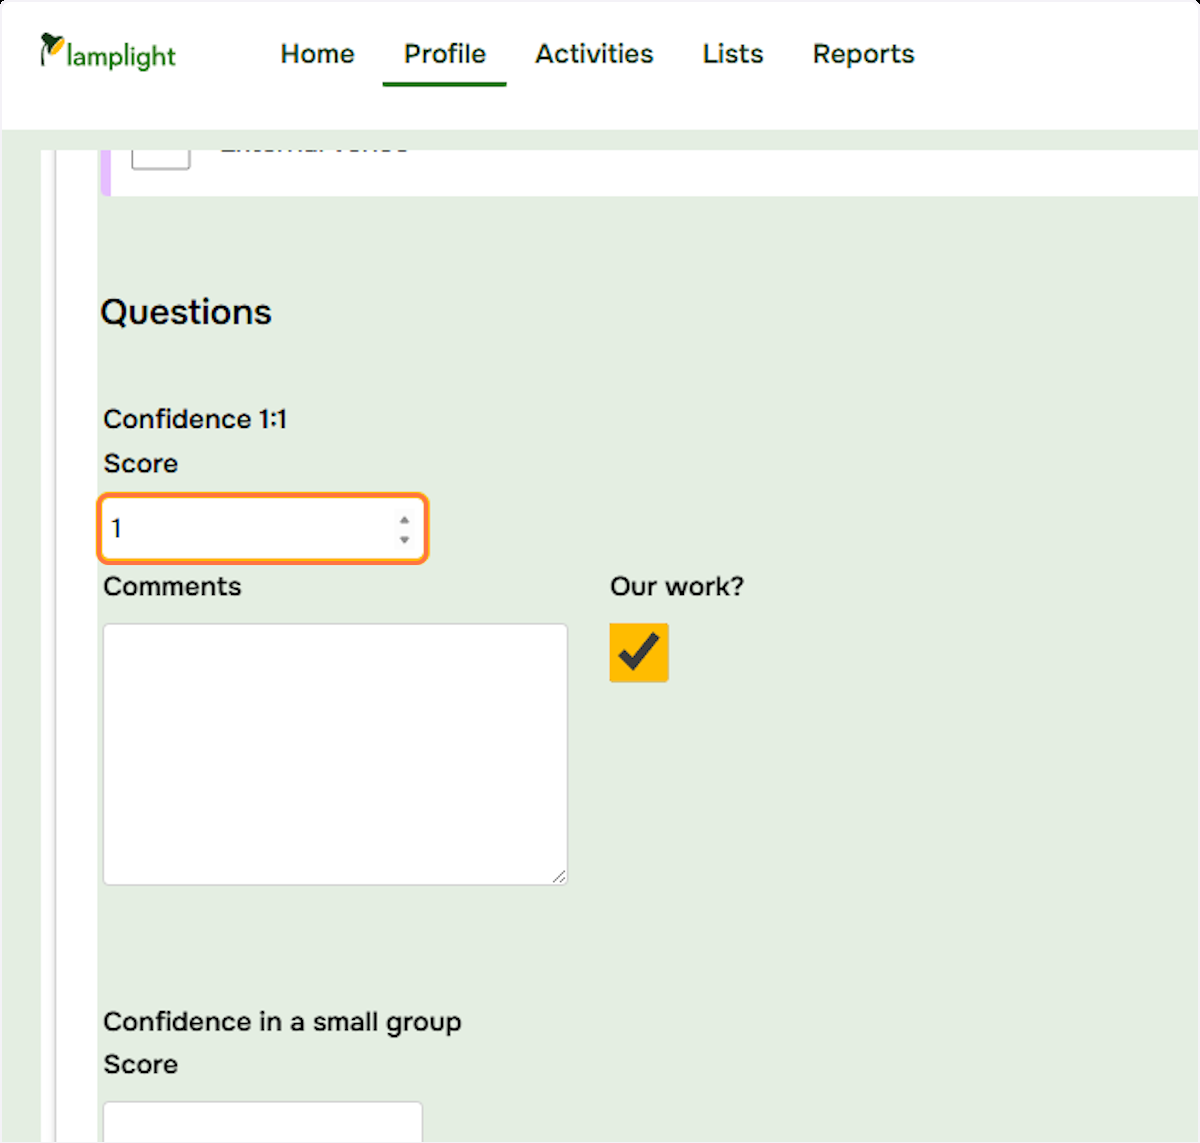 lamplight
Home Profile Activities Lists Reports
Questions
Confidence 1:1
Score
1
Comments Our work?
Confidence in a small group
Score